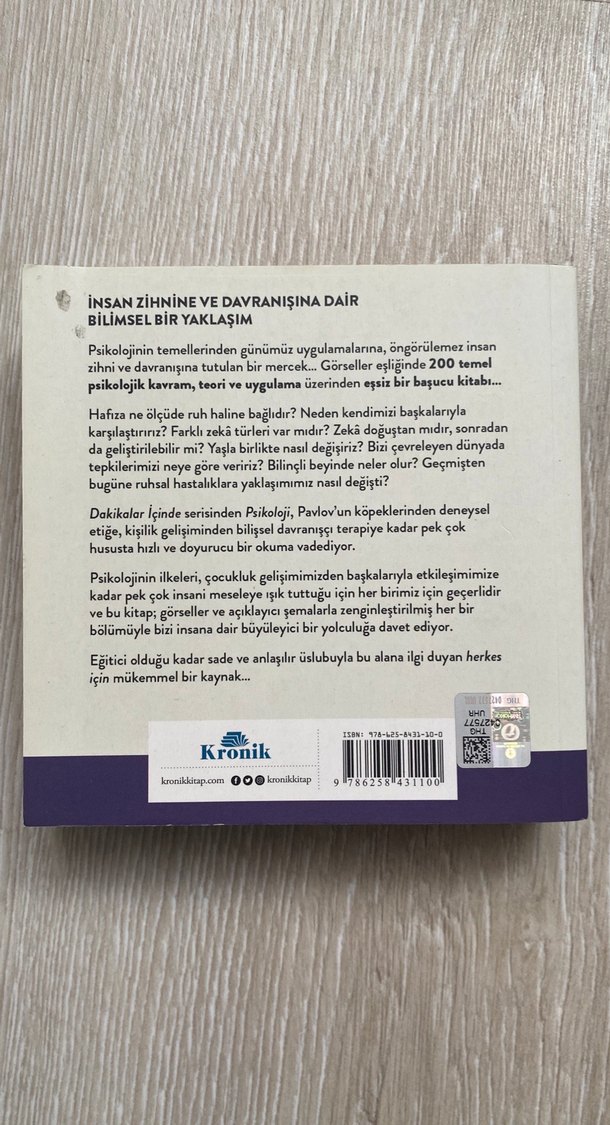 İNSAN ZİHNİNE VE DAVRANIŞINA DAİR
BİLİMSEL BİR YAKLAŞIM
Psikolojinin temellerinden günümüz uygulamalarına, öngörülemez insan
zihni ve davranışına tutulan bir mercek... Görseller eşliğinde 200 temel
psikolojik kavram, teori ve uygulama üzerinden eşsiz bir başucu kitabı...
Hafıza ne ölçüde ruh haline bağlıdır? Neden kendimizi başkalarıyla
karşılaştırırız? Farklı zekâ türleri var mıdır? Zekâ doğuştan mıdır, sonradan
da geliştirilebilir mi? Yaşla birlikte nasıl değişiriz? Bizi çevreleyen dünyada
tepkilerimizi neye göre veririz? Bilinçli beyinde neler olur? Geçmişten
bugüne ruhsal hastalıklara yaklaşımımız nasıl değişti?
Dakikalar İçinde serisinden Psikoloji, Pavlov'un köpeklerinden deneysel
etiğe, kişilik gelişiminden bilişsel davranışçı terapiye kadar pek çok
hususta hızlı ve doyurucu bir okuma vadediyor.
Psikolojinin ilkeleri, çocukluk gelişimimizden başkalarıyla etkileşimimize
kadar pek çok insani meseleye ışık tuttuğu için her birimiz için geçerlidir
ve bu kitap; görseller ve açıklayıcı şemalarla zenginleştirilmiş her bir
bölümüyle bizi insana dair büyüleyici bir yolculuğa davet ediyor.
Eğitici olduğu kadar sade ve anlaşılır üslubuyla bu alana ilgi duyan herkes
için mükemmel bir kaynak...
THG
0427577
UHR
Kronik
kronikkitap.com kronikkitap
ISBN: 978-625-8431-10-0
9 786258 431100